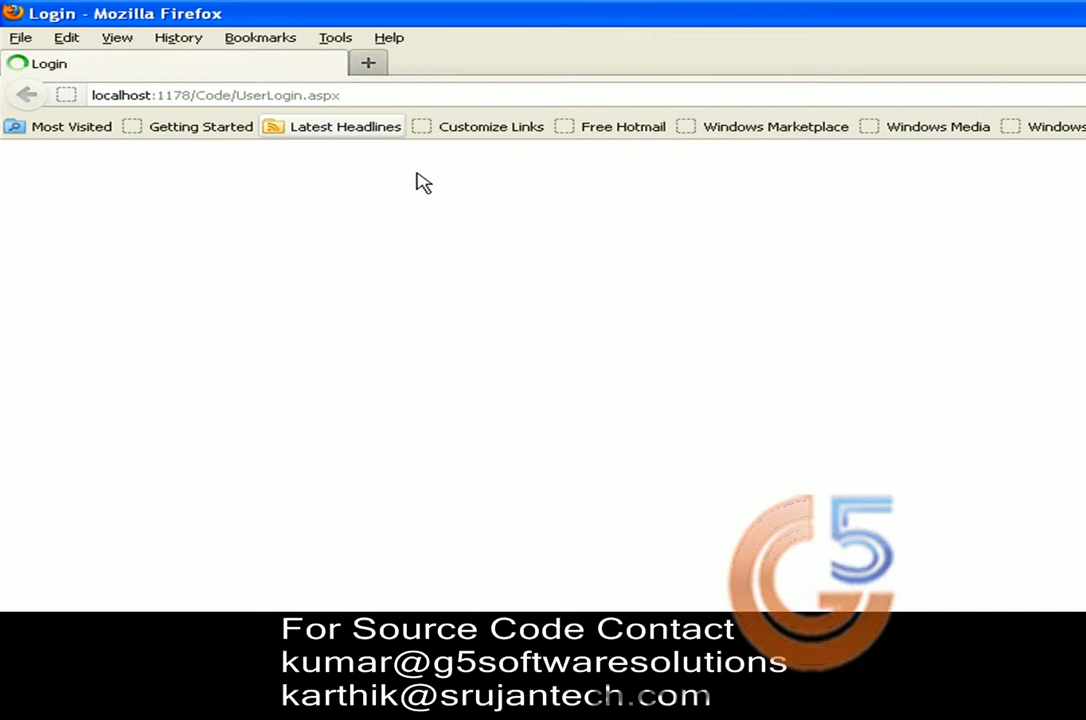 Login - Mozilla Firefox
File Edit View History Bookmarks Tools Help
Login +
localhost:1178/Code/UserLogin.aspx
Most Visited Getting Started Latest Headlines Customize Links Free Hotmail Windows Marketplace Windows Media Windows
G5
For Source Code Contact
kumar@g5softwaresolutions
karthik@srujantech.com